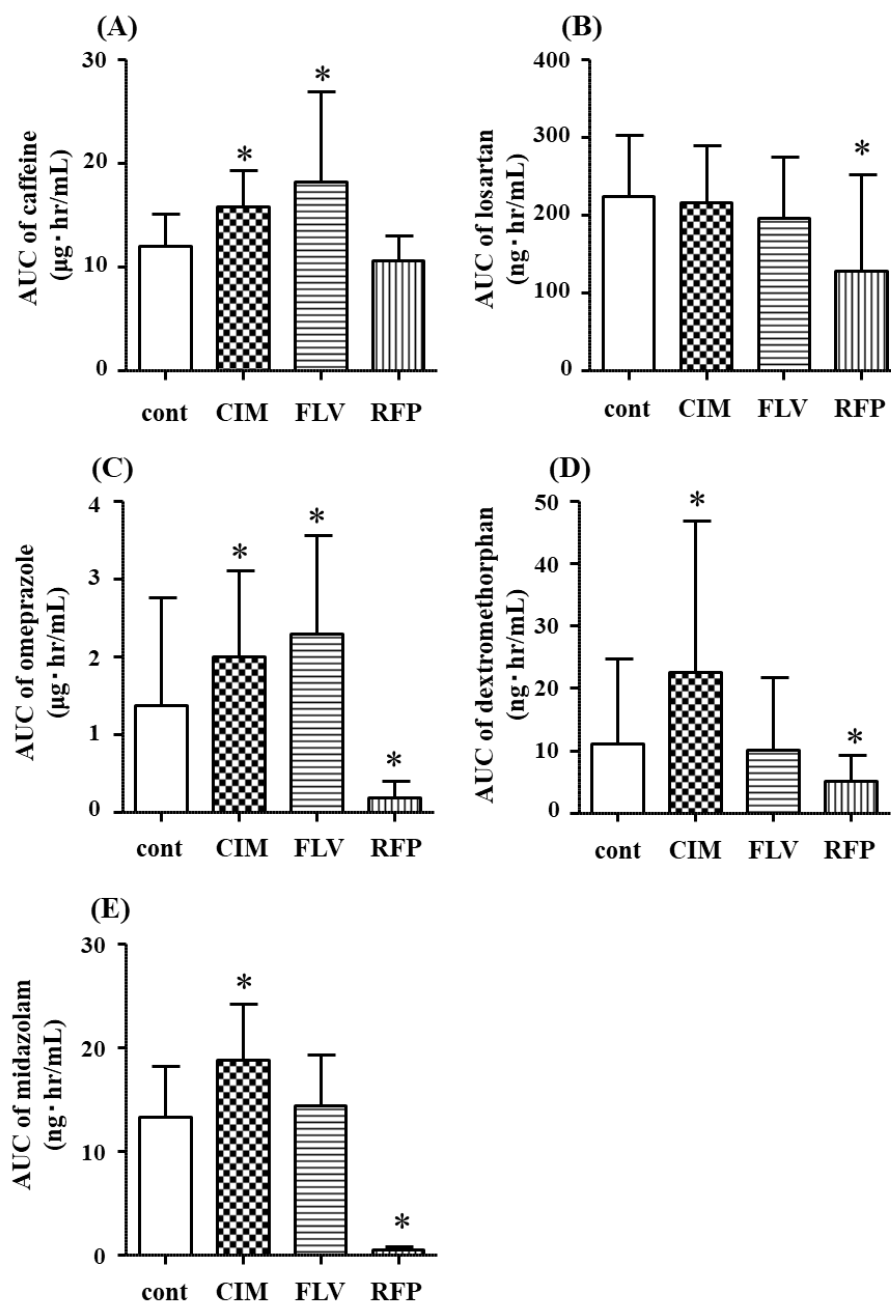 (A)
AUC of caffeine
(μg・hr/mL)
30
20
10
0
*
*
cont CIM FLV RFP
(B)
AUC of losartan
(ng・hr/mL)
400
300
200
100
0
*
cont CIM FLV RFP
(C)
AUC of omeprazole
(μg・hr/mL)
4
3
2
1
0
*
*
*
cont CIM FLV RFP
(D)
AUC of dextromethorphan
(ng・hr/mL)
50
40
30
20
10
0
*
*
cont CIM FLV RFP
(E)
AUC of midazolam
(ng・hr/mL)
30
20
10
0
*
*
cont CIM FLV RFP